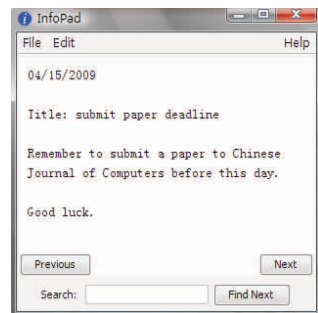 InfoPad
File Edit Help
04/15/2009
Title: submit paper deadline
Remember to submit a paper to Chinese
Journal of Computers before this day.
Good luck.
Previous Next
Search: Find Next